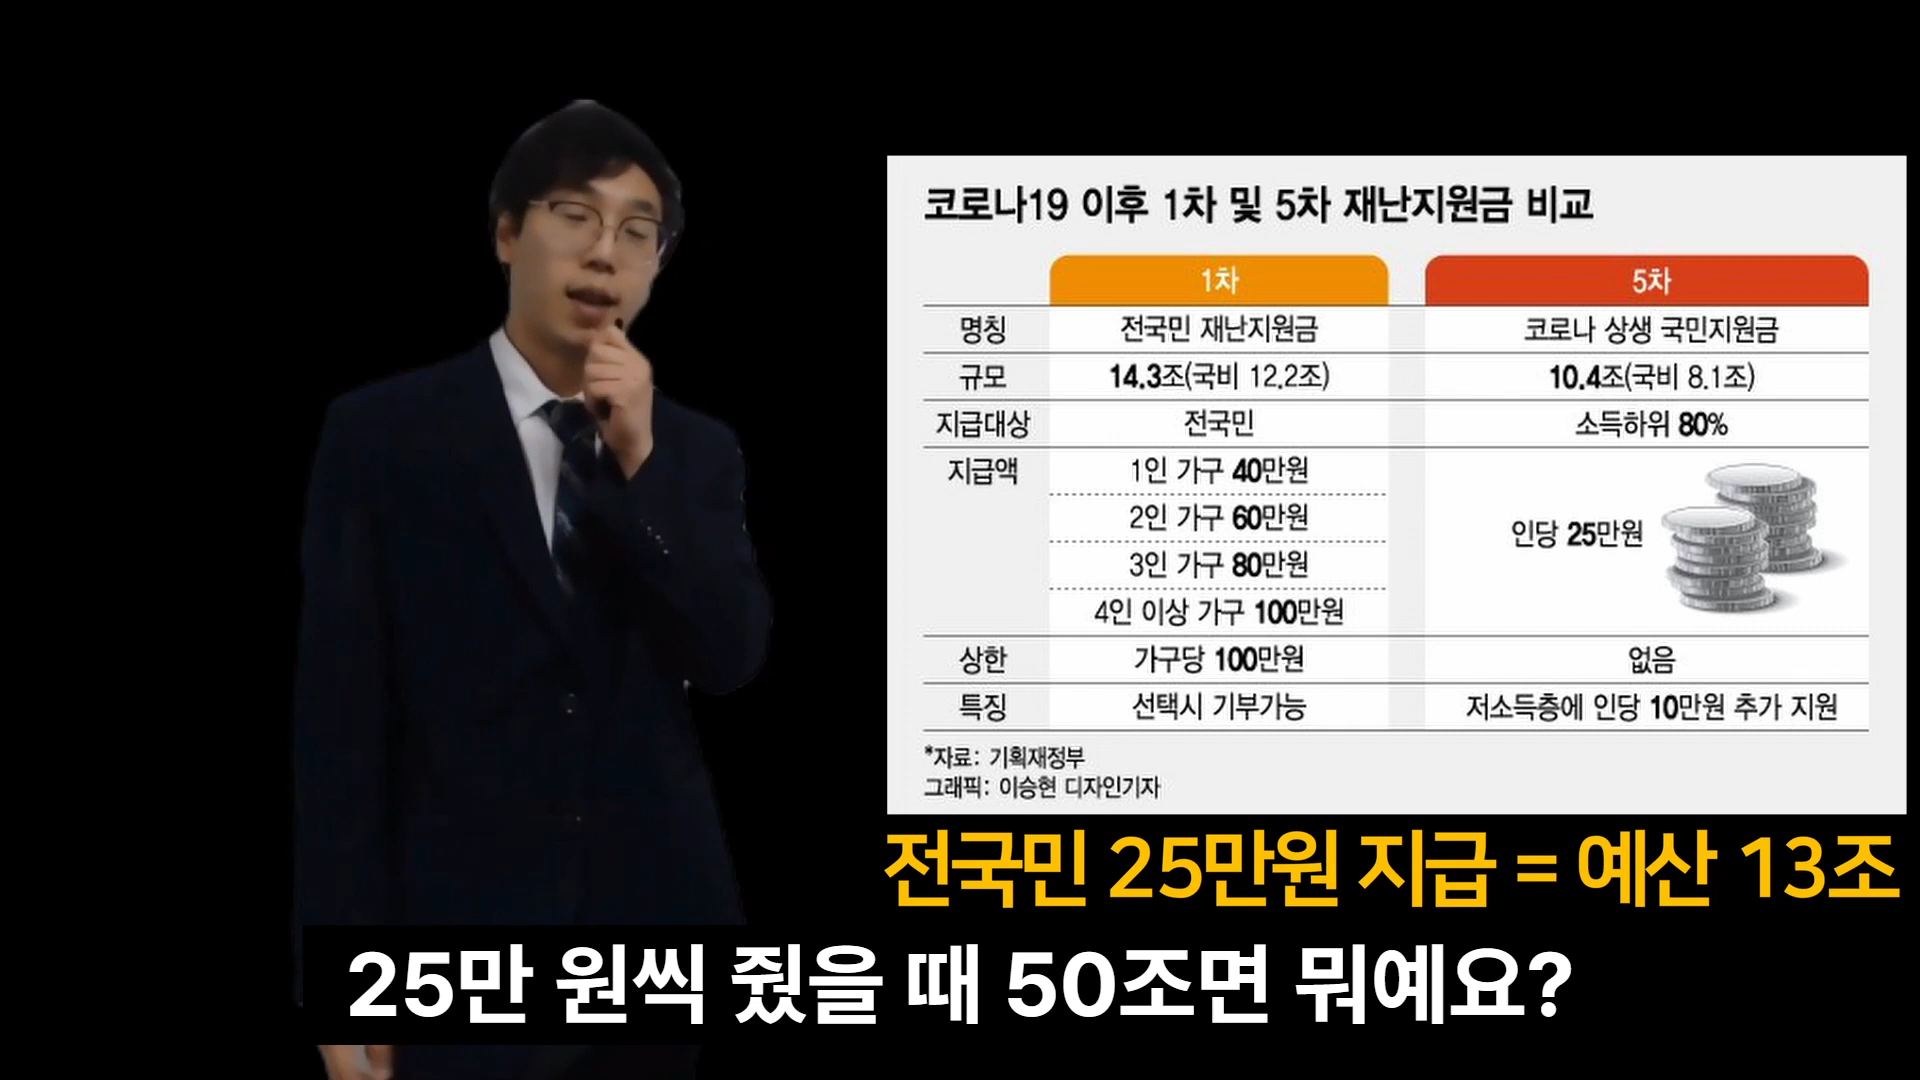 코로나19 이후 1차 및 5차 재난지원금 비교
1차 5차
명칭 전국민 재난지원금 코로나 상생 국민지원금
규모 14.3조(국비 12.2조) 10.4조(국비 8.1조)
지급대상 전국민 소득하위 80%
지급액 1인 가구 40만원
2인 가구 60만원
인당 25만원
3인 가구 80만원
4인 이상 가구 100만원
상한 가구당 100만원 없음
특징 선택시 기부가능 저소득층에 인당 10만원 추가 지원
*자료: 기획재정부
그래픽: 이승현 디자인기자
전국민 25만원 지급 = 예산 13조
25만 원씩 줬을 때 50조면 뭐예요?